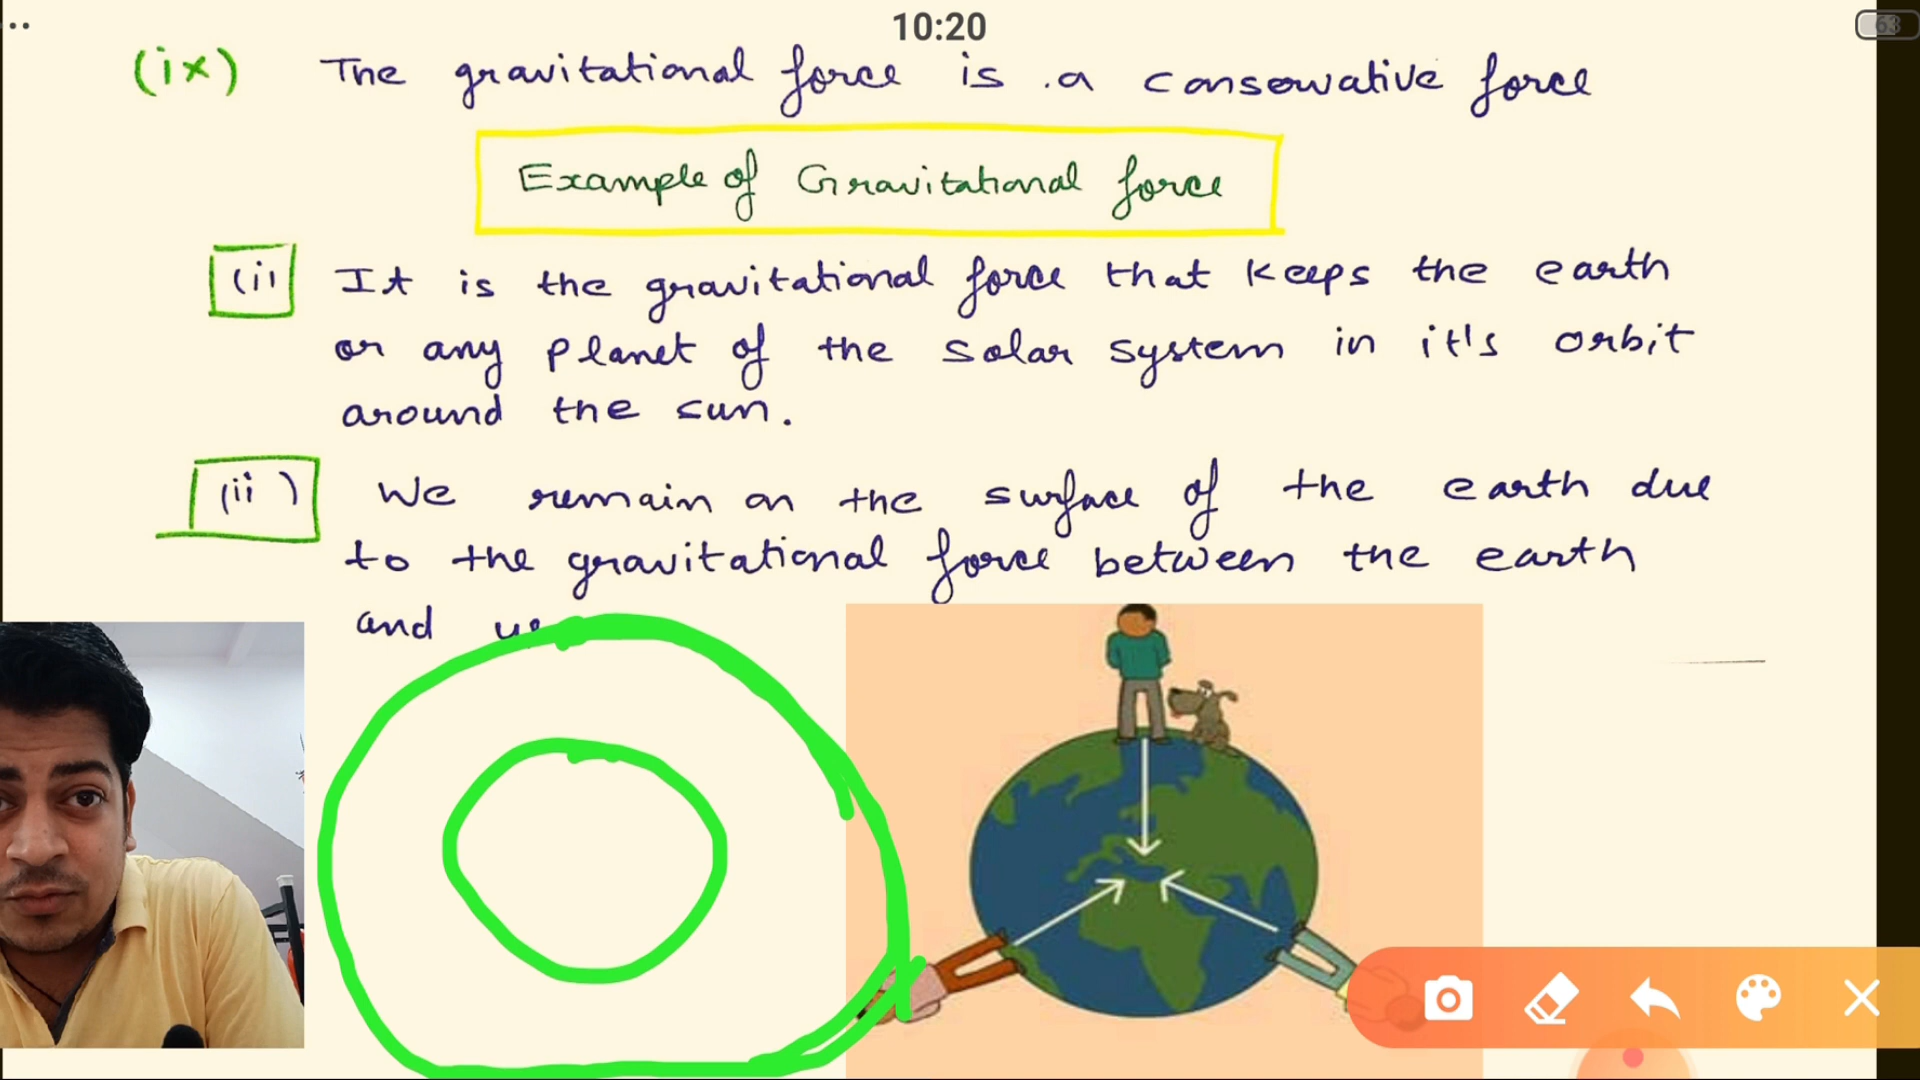 10:20
(ix) The gravitational force is a conservative force
Example of Gravitational force
(i) It is the gravitational force that keeps the earth
or any planet of the solar system in it's orbit
around the sun.
(ii) We remain on the surface of the earth due
to the gravitational force between the earth
and us
63